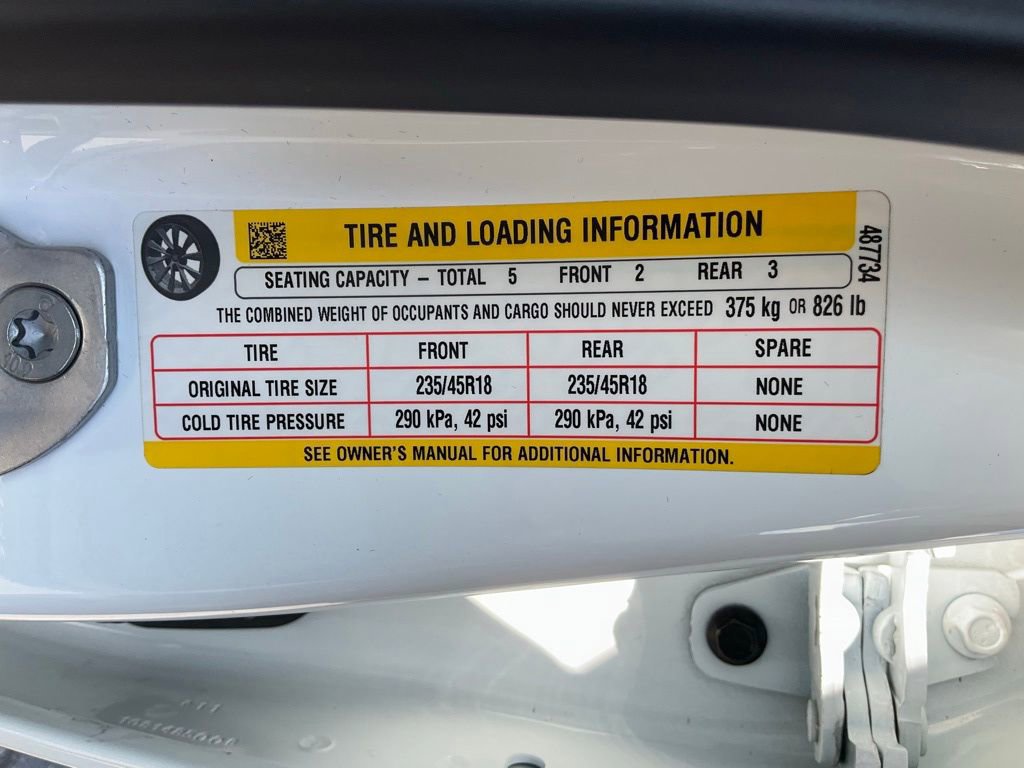 TIRE AND LOADING INFORMATION
487734
SEATING CAPACITY – TOTAL 5 FRONT 2 REAR 3
THE COMBINED WEIGHT OF OCCUPANTS AND CARGO SHOULD NEVER EXCEED 375 kg OR 826 lb
TIRE FRONT REAR SPARE
ORIGINAL TIRE SIZE 235/45R18 235/45R18 NONE
COLD TIRE PRESSURE 290 kPa, 42 psi 290 kPa, 42 psi NONE
SEE OWNER'S MANUAL FOR ADDITIONAL INFORMATION.